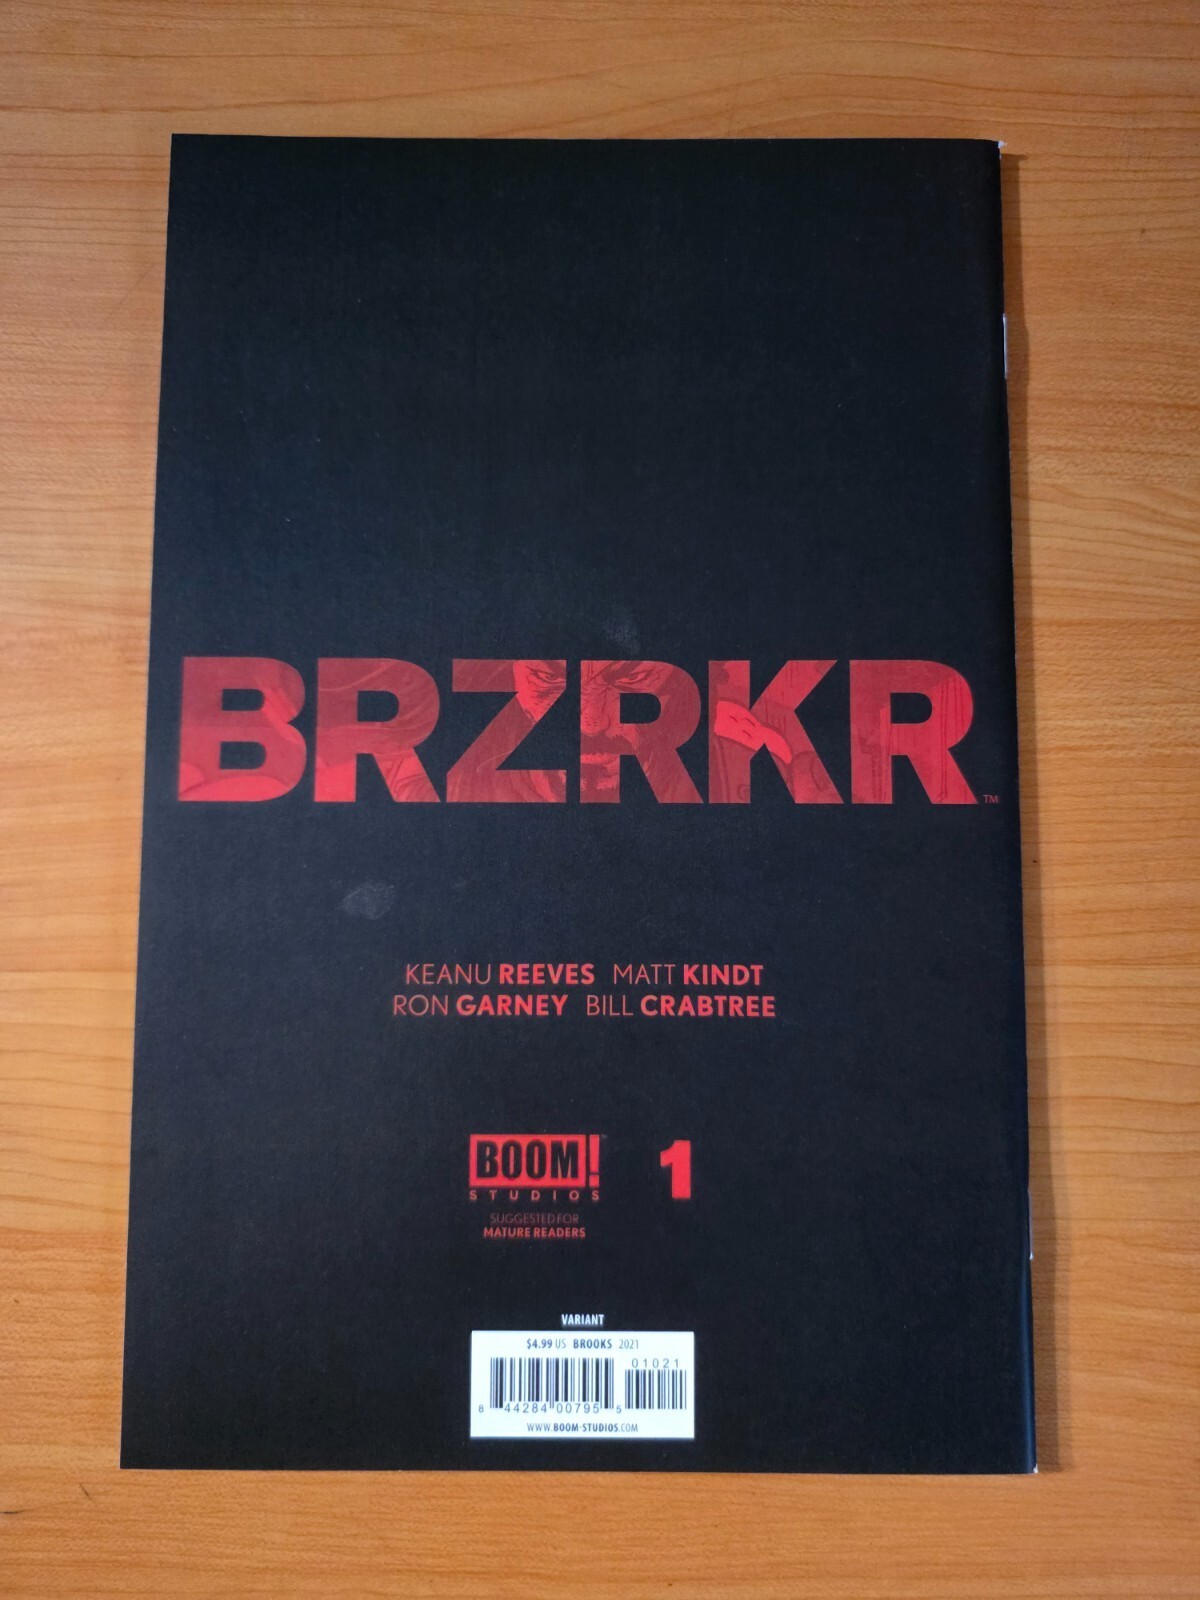 BRZRKR™
KEANU REEVES MATT KINDT
RON GARNEY BILL CRABTREE
BOOM! 1
STUDIOS
SUGGESTED FOR
MATURE READERS
VARIANT
$4.99 US BROOKS 2021
01021
8 44284 00795 5
WWW.BOOM-STUDIOS.COM